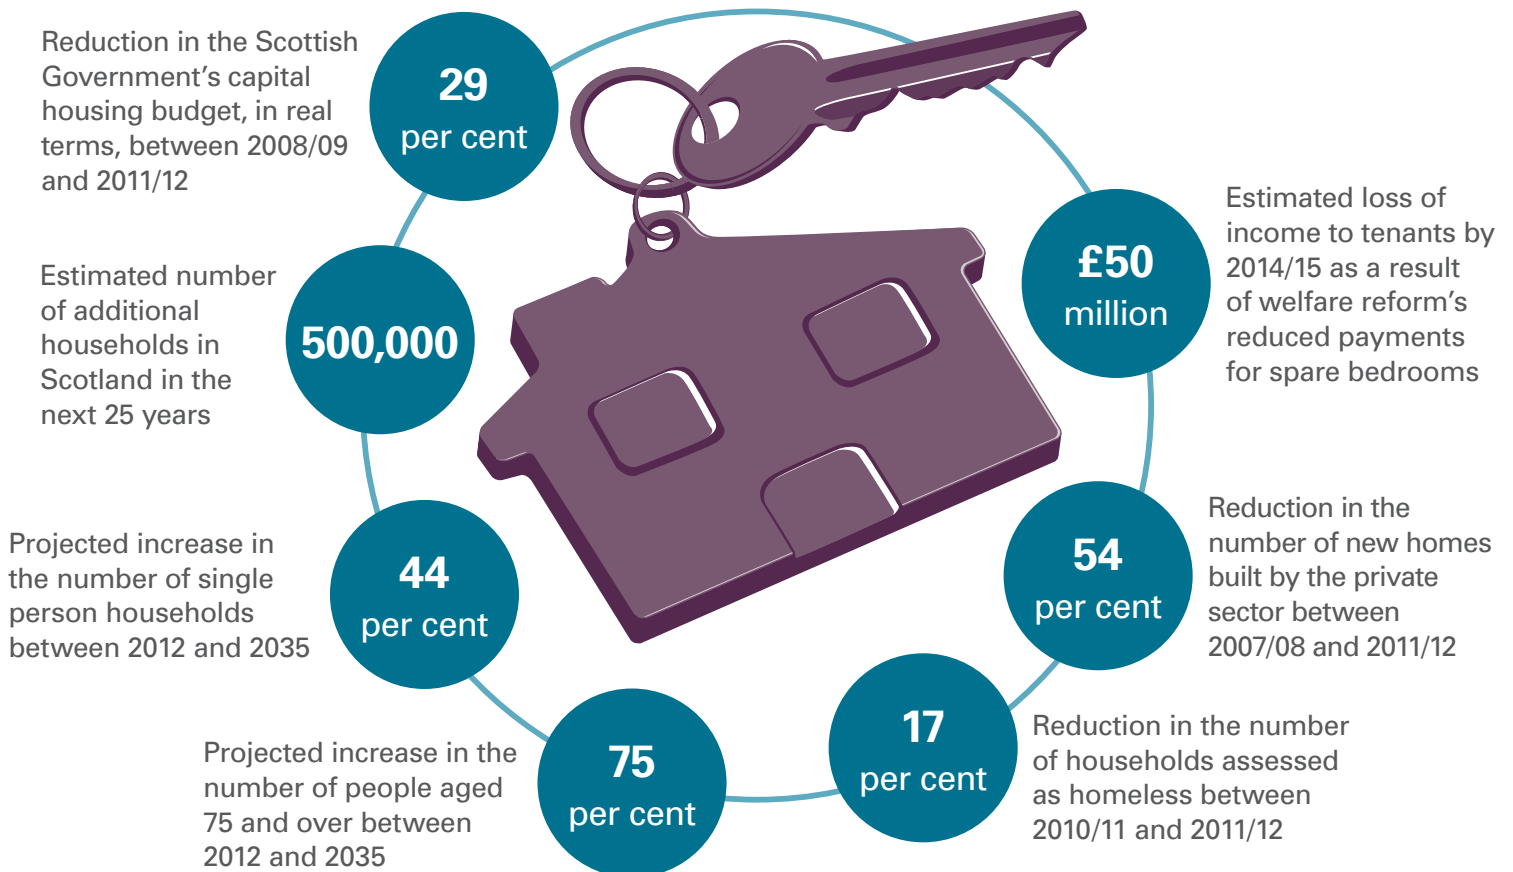 Reduction in the Scottish
Government's capital
housing budget, in real
terms, between 2008/09
and 2011/12
29
per cent
Estimated loss of
income to tenants by
2014/15 as a result
of welfare reform's
reduced payments
for spare bedrooms
£50
million
Estimated number
of additional
households in
Scotland in the
next 25 years
500,000
Reduction in the
number of new homes
built by the private
sector between
2007/08 and 2011/12
54
per cent
Projected increase in
the number of single
person households
between 2012 and 2035
44
per cent
Reduction in the number
of households assessed
as homeless between
2010/11 and 2011/12
17
per cent
Projected increase in the
number of people aged
75 and over between
2012 and 2035
75
per cent